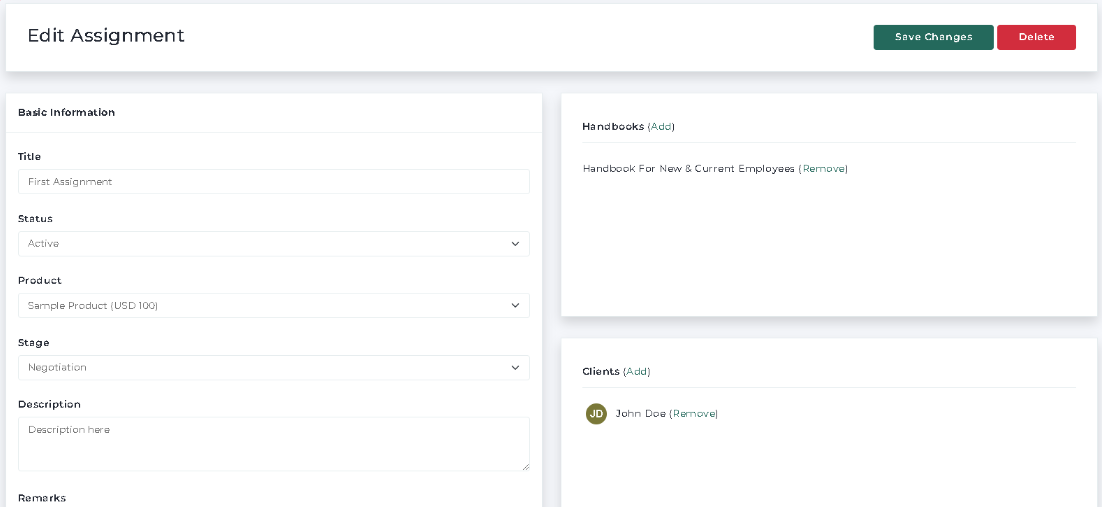 Edit Assignment
Save Changes
Delete
Basic Information
Title
First Assignment
Status
Active
Product
Sample Product (USD 100)
Stage
Negotiation
Description
Description here
Remarks
Handbooks (Add)
Handbook For New & Current Employees (Remove)
Clients (Add)
JD John Doe (Remove)